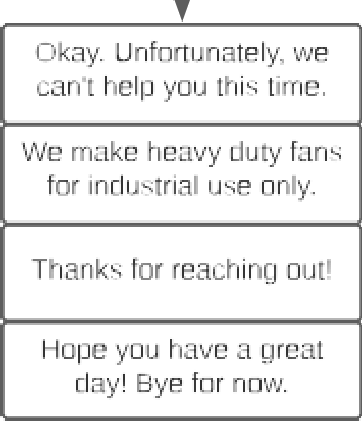 Okay. Unfortunately, we
can't help you this time.
We make heavy duty fans
for industrial use only.
Thanks for reaching out!
Hope you have a great
day! Bye for now.